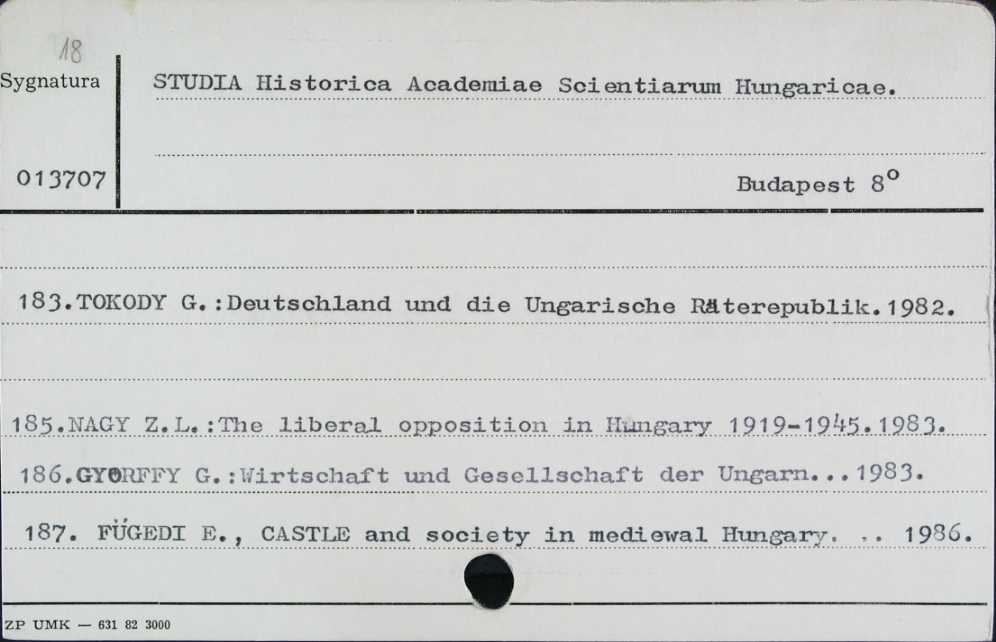 18
Sygnatura
STUDIA Historica Academiae Scientiarum Hungaricae.
013707
Budapest 8°
183.TOKODY G.:Deutschland und die Ungarische Räterepublik.1982.
185.NAGY Z.L.:The liberal opposition in Hungary 1919-1945.1983.
186.GYORFFY G.:Wirtschaft und Gesellschaft der Ungarn...1983.
187. FÜGEDI E., CASTLE and society in mediewal Hungary. .. 1986.
ZP UMK — 631 82 3000